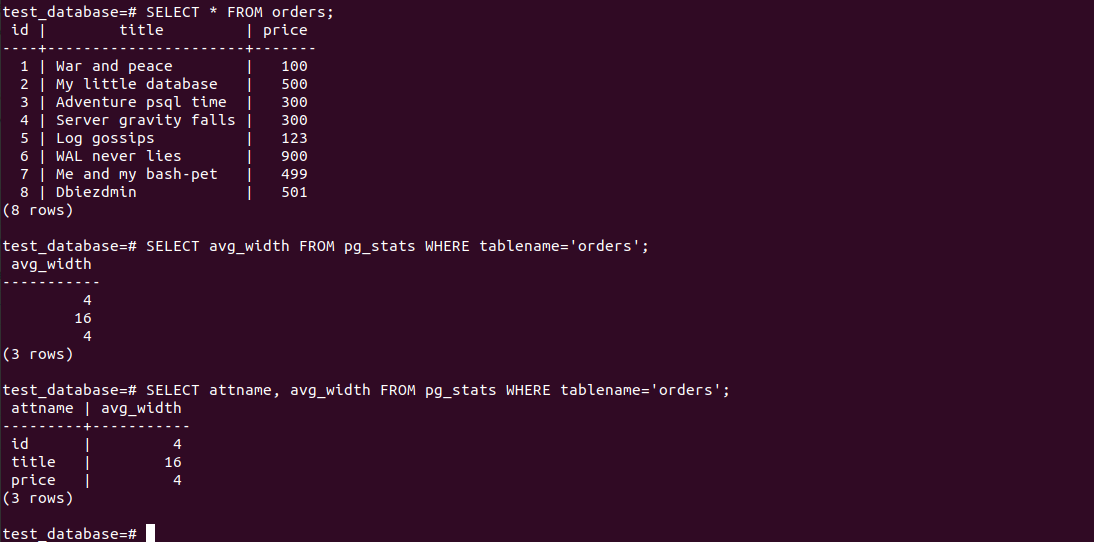 test_database=# SELECT * FROM orders;
 id |        title         | price
----+----------------------+-------
  1 | War and peace        |   100
  2 | My little database   |   500
  3 | Adventure psql time  |   300
  4 | Server gravity falls |   300
  5 | Log gossips          |   123
  6 | WAL never lies       |   900
  7 | Me and my bash-pet   |   499
  8 | Dbiezdmin            |   501
(8 rows)

test_database=# SELECT avg_width FROM pg_stats WHERE tablename='orders';
 avg_width
-----------
         4
        16
         4
(3 rows)

test_database=# SELECT attname, avg_width FROM pg_stats WHERE tablename='orders';
 attname | avg_width
---------+-----------
 id      |         4
 title   |        16
 price   |         4
(3 rows)

test_database=#